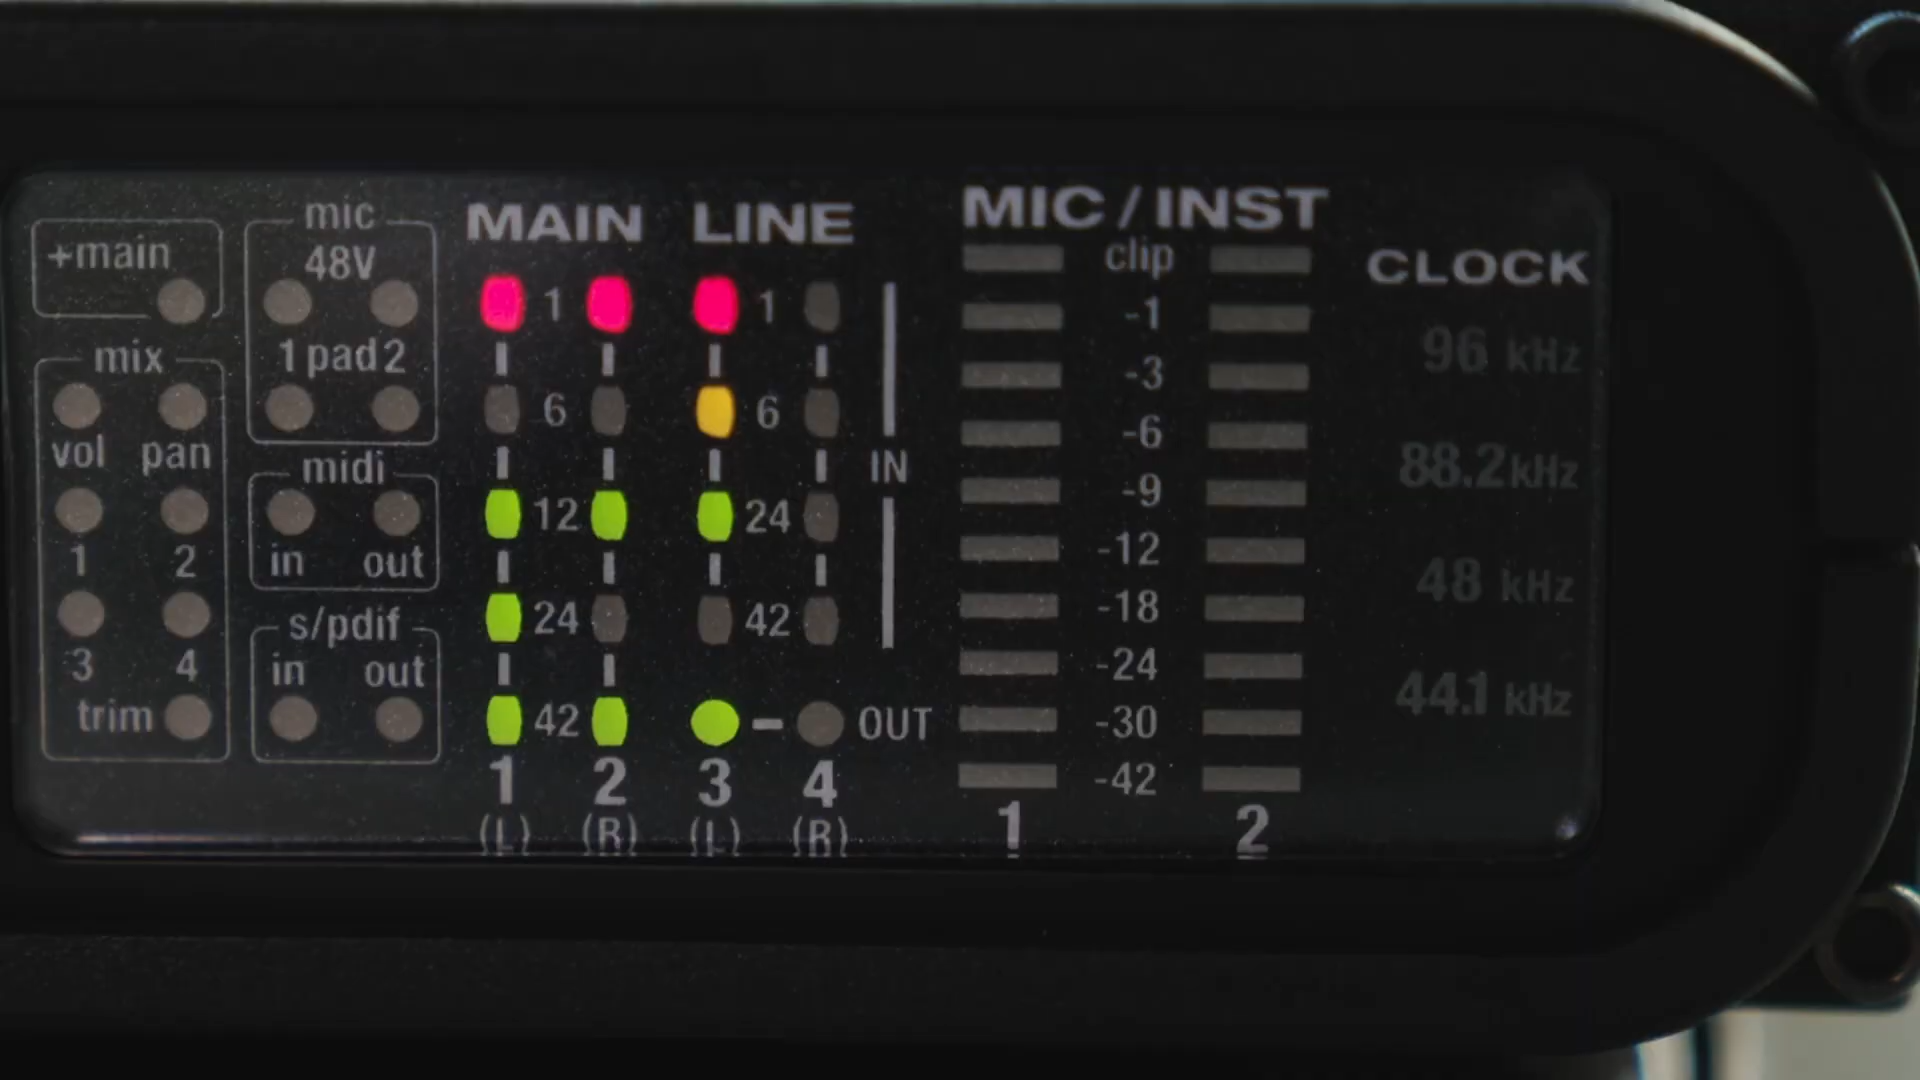 +main
mix
vol pan
1 2
3 4
trim
mic
48V
1 pad 2
midi
in out
s/pdif
in out
MAIN LINE
1 1
6 6
IN
12 24
24 42
42 OUT
1 2 3 4
(L) (R) (L) (R)
MIC / INST
clip
-1
-3
-6
-9
-12
-18
-24
-30
-42
1 2
CLOCK
96 kHz
88.2 kHz
48 kHz
44.1 kHz